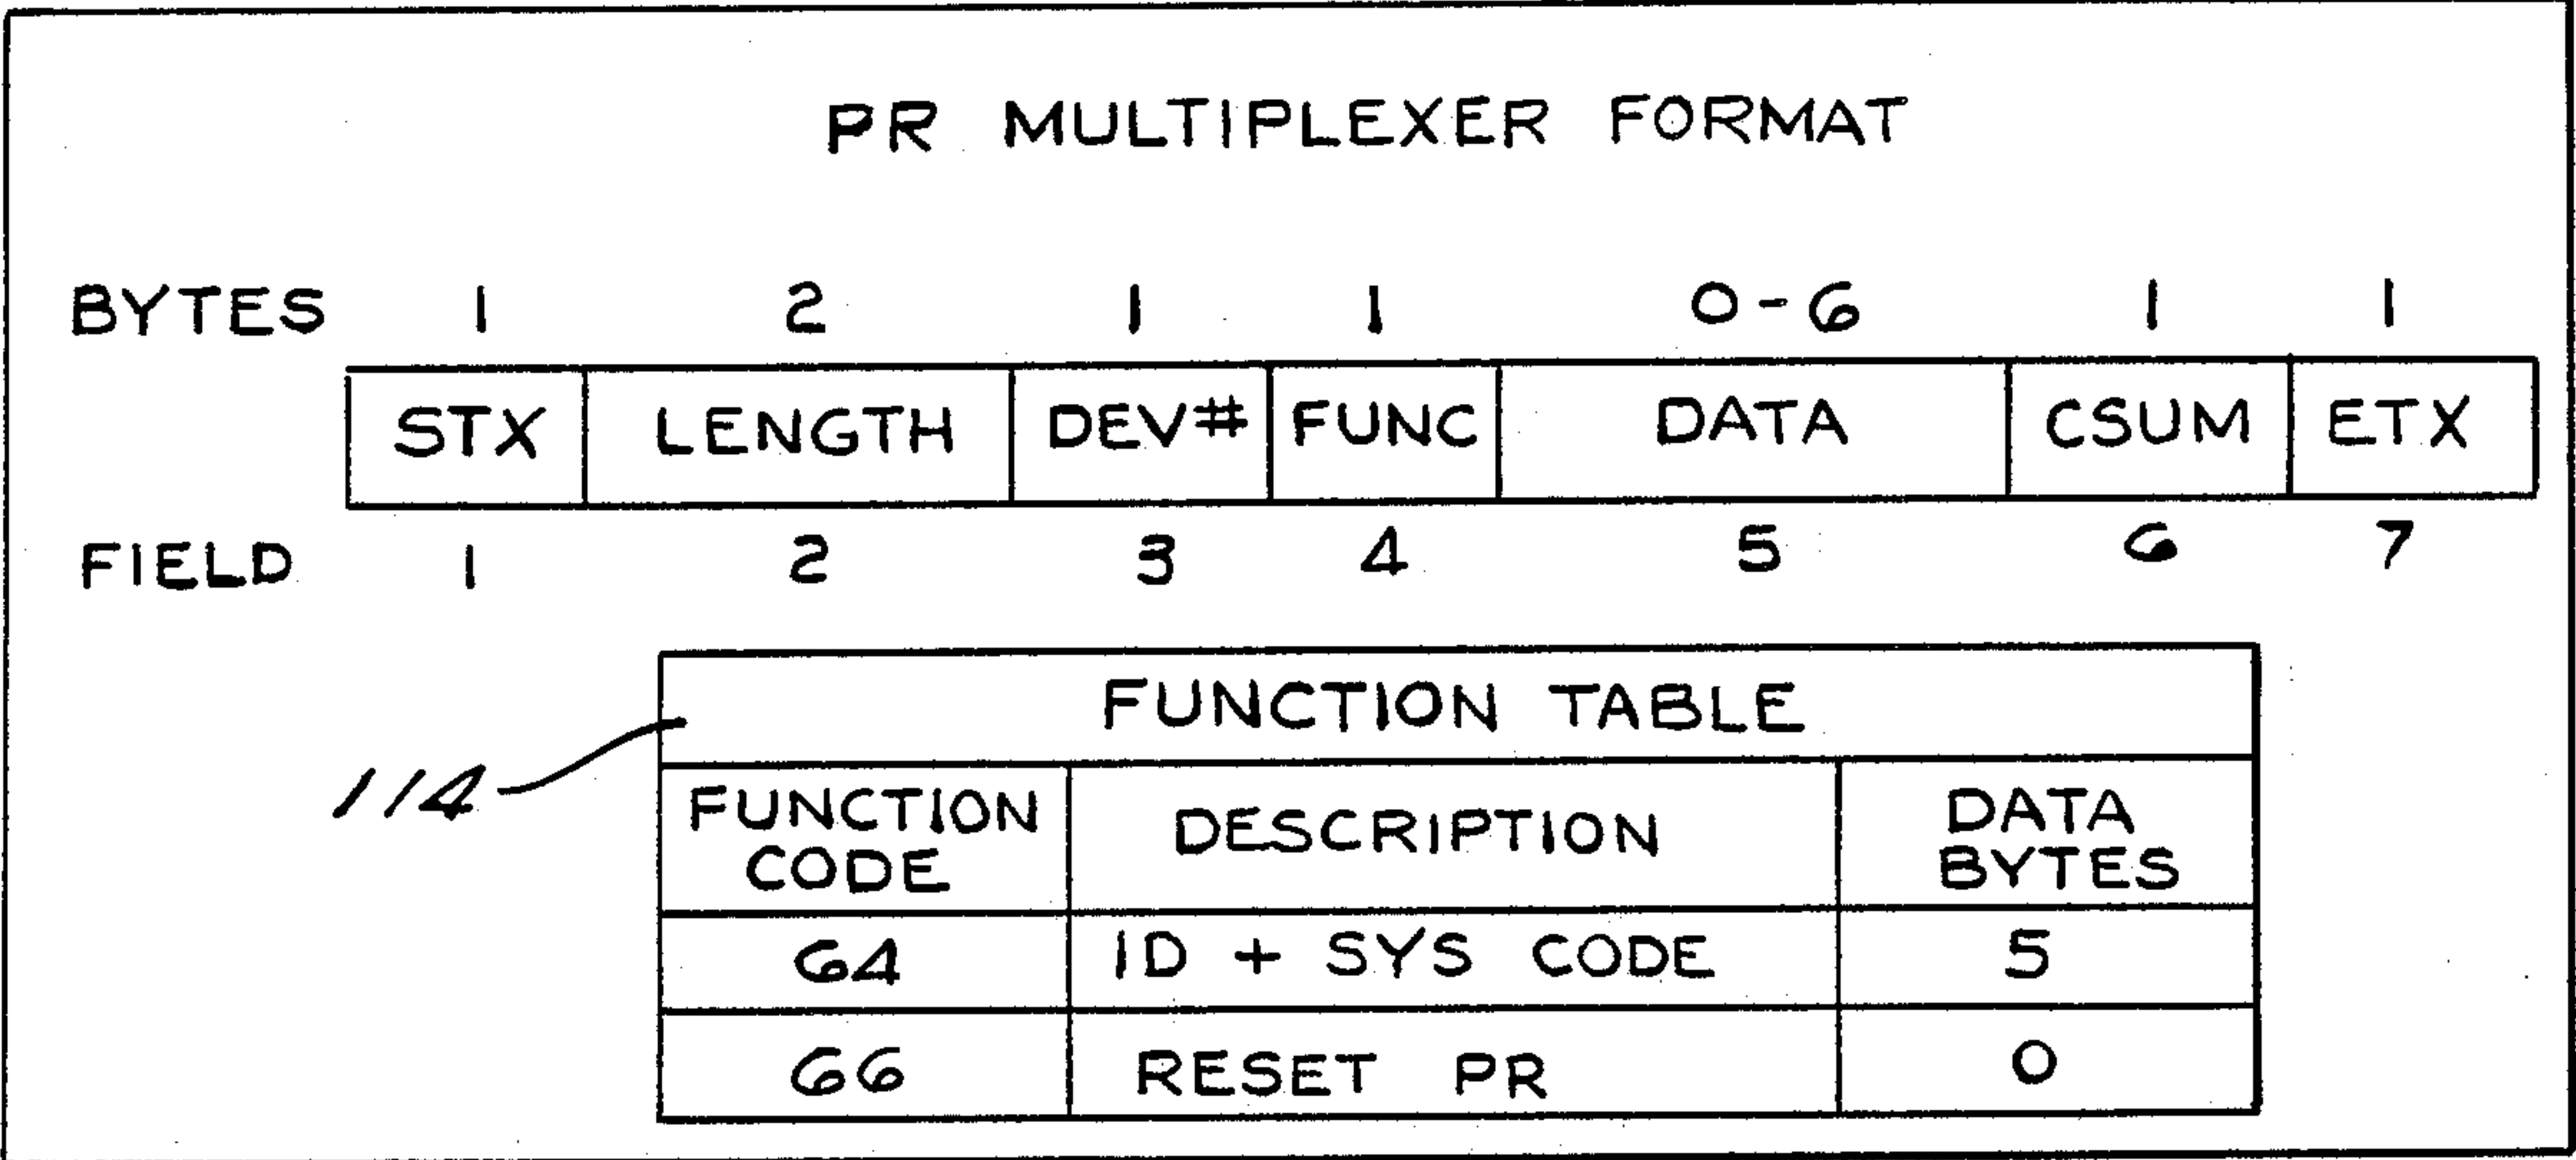 PR MULTIPLEXER FORMAT
BYTES 1 2 1 1 0-6 1 1
STX LENGTH DEV# FUNC DATA CSUM ETX
FIELD 1 2 3 4 5 6 7
FUNCTION TABLE
114
FUNCTION CODE DESCRIPTION DATA BYTES
64 ID + SYS CODE 5
66 RESET PR 0